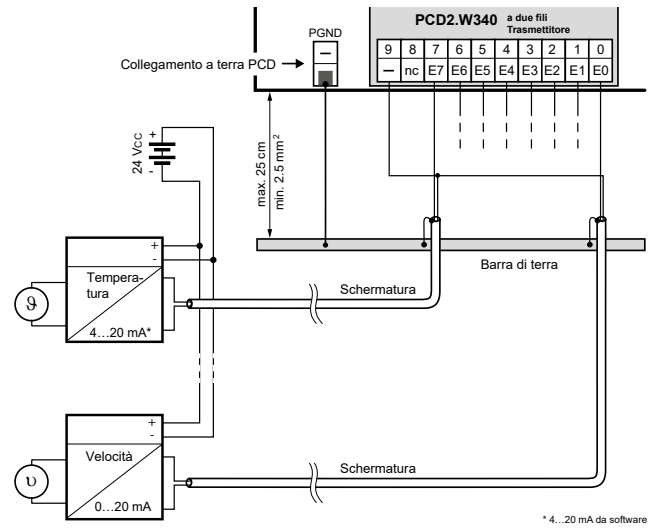 PCD2.W340 a due fili
Trasmettitore
PGND
–
Collegamento a terra PCD
9 8 7 6 5 4 3 2 1 0
– nc E7 E6 E5 E4 E3 E2 E1 E0
max. 25 cm
min. 2.5 mm²
24 Vcc
+
-
Barra di terra
+
-
Tempera-
tura
ϑ
4...20 mA*
Schermatura
+
-
Velocità
υ
0...20 mA
Schermatura
* 4...20 mA da software